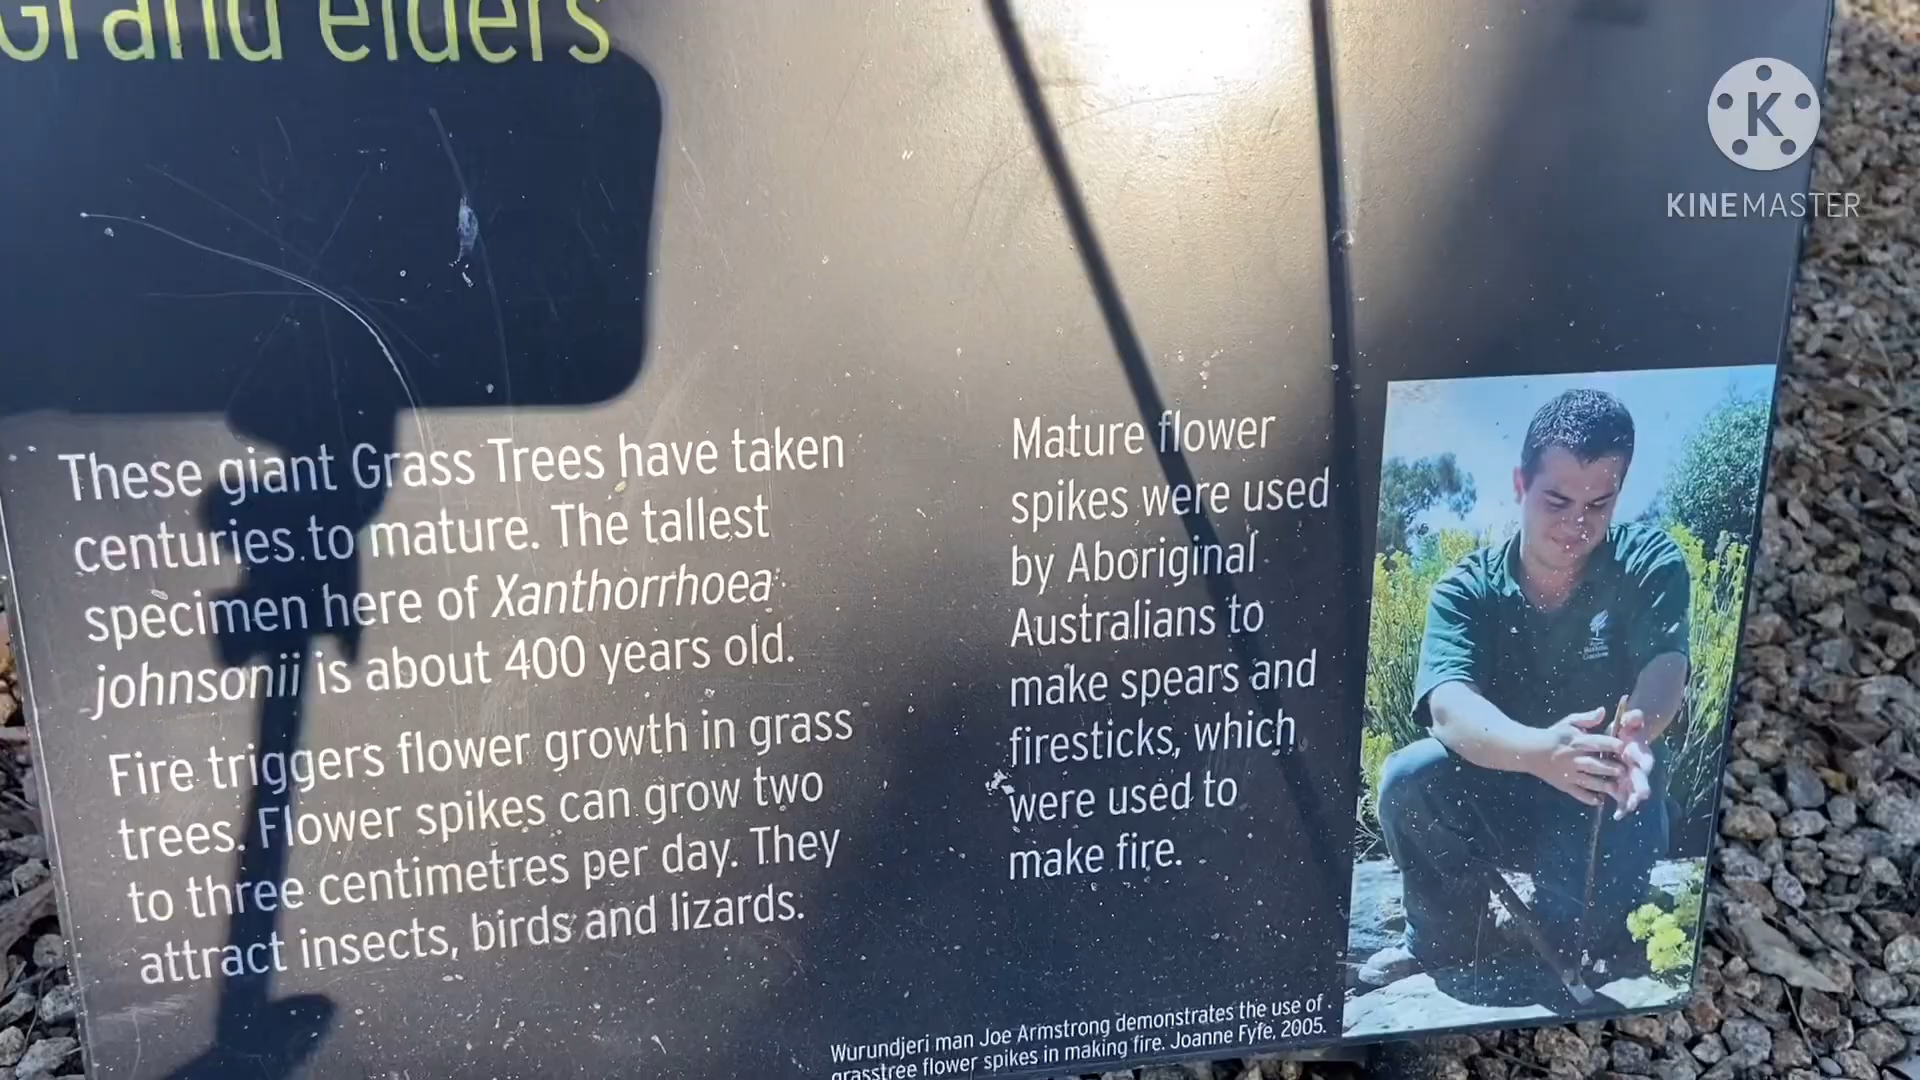 Grand elders
K
KINEMASTER
These giant Grass Trees have taken
centuries to mature. The tallest
specimen here of Xanthorrhoea
johnsonii is about 400 years old.
Fire triggers flower growth in grass
trees. Flower spikes can grow two
to three centimetres per day. They
attract insects, birds and lizards.
Mature flower
spikes were used
by Aboriginal
Australians to
make spears and
firesticks, which
were used to
make fire.
Wurundjeri man Joe Armstrong demonstrates the use of
grasstree flower spikes in making fire. Joanne Fyfe, 2005.